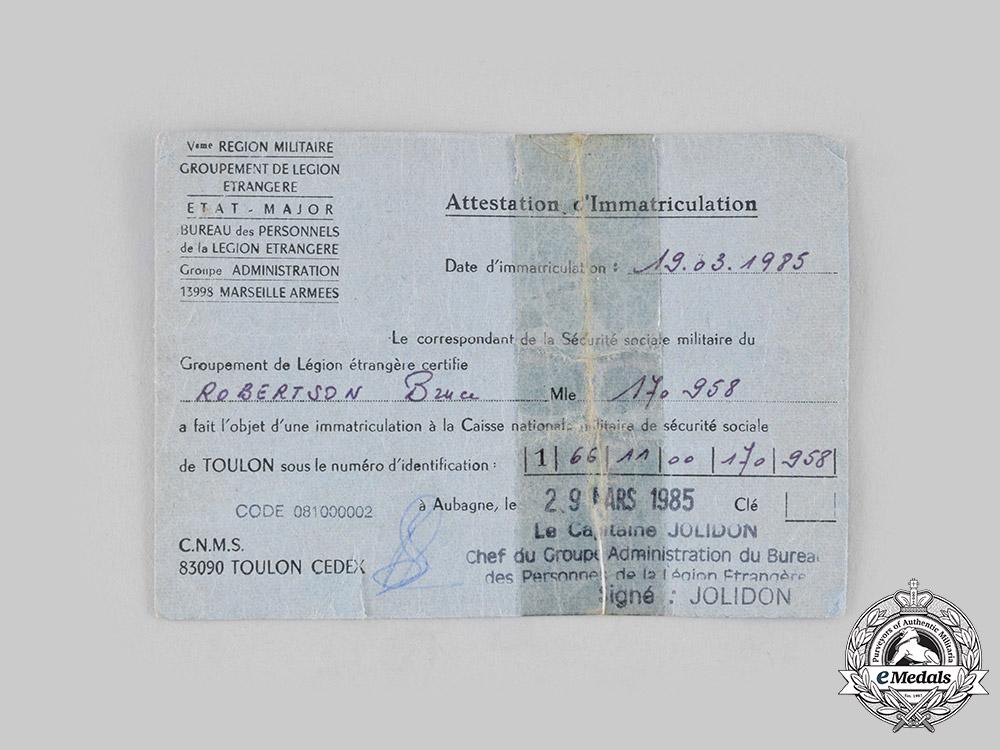 Vème REGION MILITAIRE
GROUPEMENT DE LEGION
ETRANGERE
ETAT - MAJOR
BUREAU des PERSONNELS
de la LEGION ETRANGERE
Groupe ADMINISTRATION
13998 MARSEILLE ARMEES
Attestation d'Immatriculation
Date d'immatriculation : 19.03.1985
Le correspondant de la Sécurité sociale militaire du
Groupement de Légion étrangère certifie
ROBERTSON Bruce Mle 170 958
a fait l'objet d'une immatriculation à la Caisse nationale militaire de sécurité sociale
de TOULON sous le numéro d'identification : |1|66|11|00|170|958|
CODE 081000002
à Aubagne, le 29 MARS 1985 Clé
Le Capitaine JOLIDON
C.N.M.S.
83090 TOULON CEDEX
Chef du Groupe Administration du Bureau
des Personnels de la Légion Etrangère
Signé : JOLIDON
Purveyors of Authentic Militaria
eMedals
Est. 1997